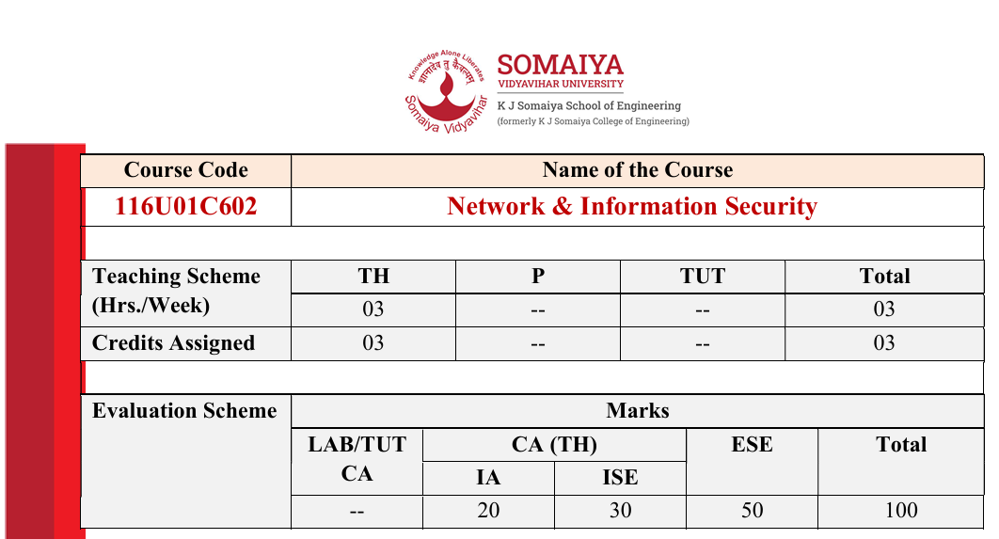 Knowledge Alone Liberates
ज्ञानादेव तु कैवल्यम्
Somaiya Vidyavihar
SOMAIYA
VIDYAVIHAR UNIVERSITY
K J Somaiya School of Engineering
(formerly K J Somaiya College of Engineering)
Course Code Name of the Course
116U01C602 Network & Information Security
Teaching Scheme TH P TUT Total
(Hrs./Week) 03 -- -- 03
Credits Assigned 03 -- -- 03
Evaluation Scheme Marks
LAB/TUT CA (TH) ESE Total
CA IA ISE
-- 20 30 50 100